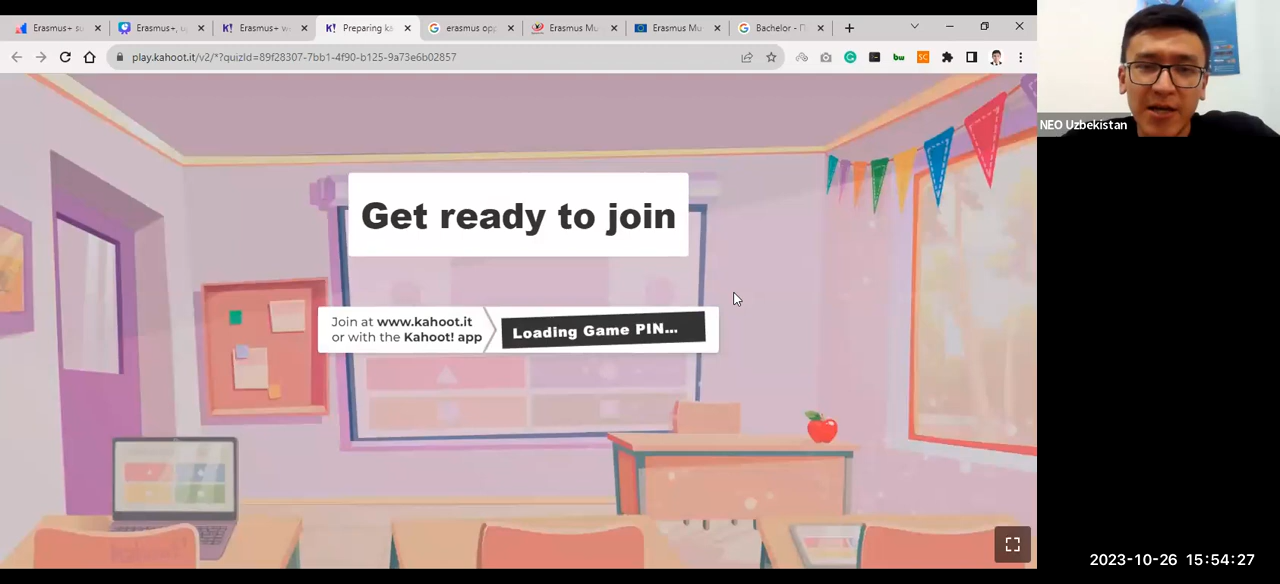 Erasmus+ su
Erasmus+, u
Erasmus+ w
Preparing ka
erasmus opp
Erasmus Mu
Erasmus Mu
play.kahoot.it/v2/*?quizId=89f28307-7bb1-4f90-b125-9a73e6b02857
Get ready to join
Join at www.kahoot.it
or with the Kahoot! app
Loading Game PIN...
NEO Uzbekistan
2023-10-26 15:54:27